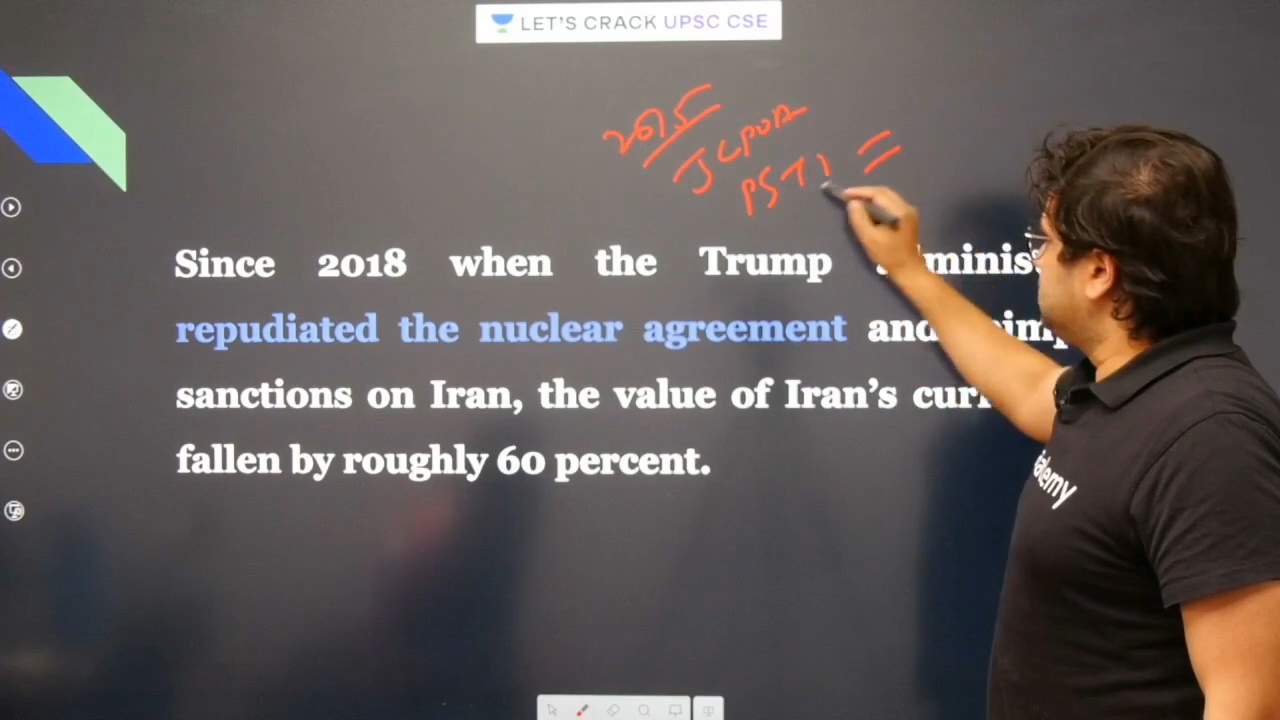 LET'S CRACK UPSC CSE
2015
JCPOA
P5+1 =
Since 2018 when the Trump
repudiated the nuclear agreement and
sanctions on Iran, the value of Iran's
fallen by roughly 60 percent.